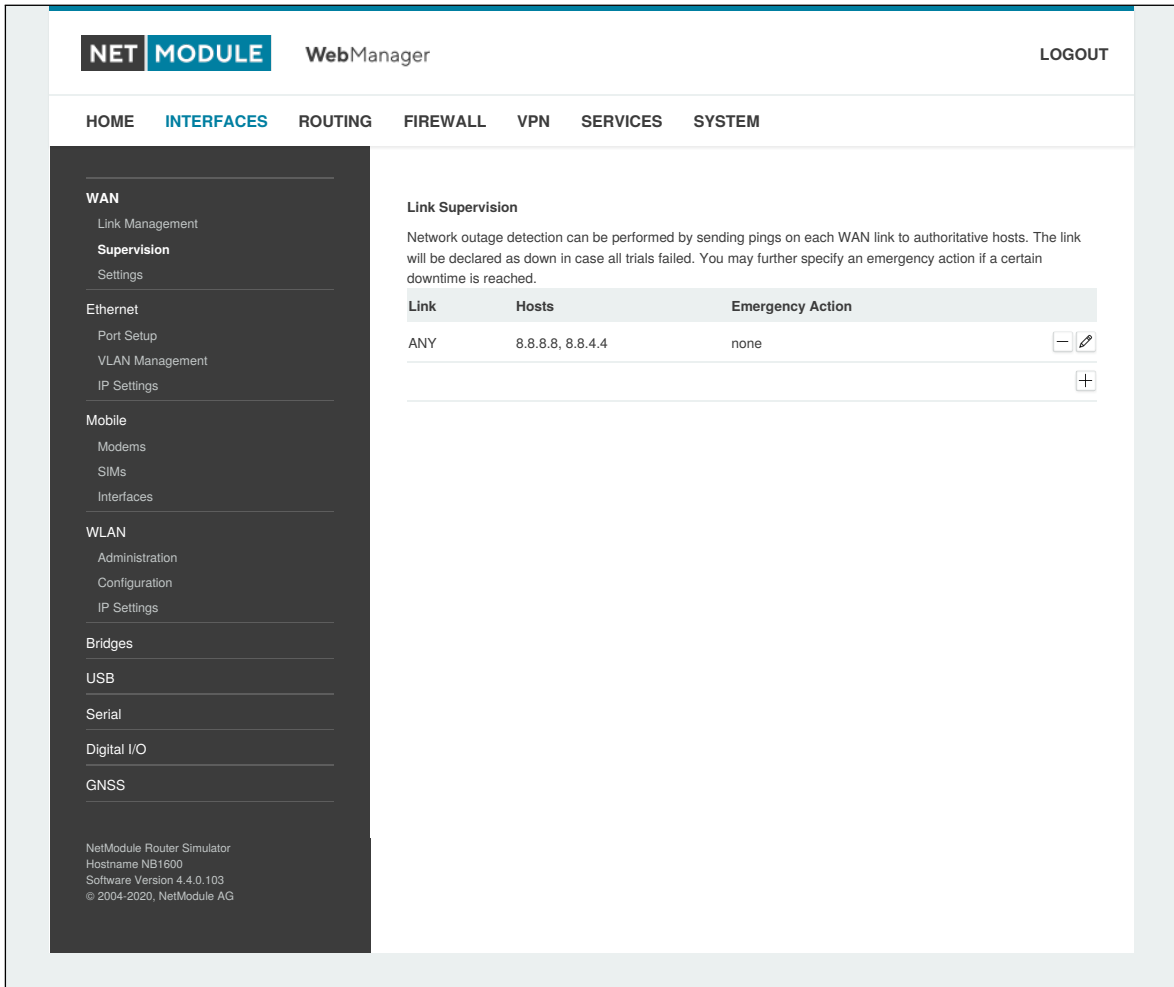 NET MODULE WebManager LOGOUT
HOME INTERFACES ROUTING FIREWALL VPN SERVICES SYSTEM
WAN
Link Management
Supervision
Settings
Ethernet
Port Setup
VLAN Management
IP Settings
Mobile
Modems
SIMs
Interfaces
WLAN
Administration
Configuration
IP Settings
Bridges
USB
Serial
Digital I/O
GNSS
NetModule Router Simulator
Hostname NB1600
Software Version 4.4.0.103
© 2004-2020, NetModule AG
Link Supervision
Network outage detection can be performed by sending pings on each WAN link to authoritative hosts. The link
will be declared as down in case all trials failed. You may further specify an emergency action if a certain
downtime is reached.
Link Hosts Emergency Action
ANY 8.8.8.8, 8.8.4.4 none